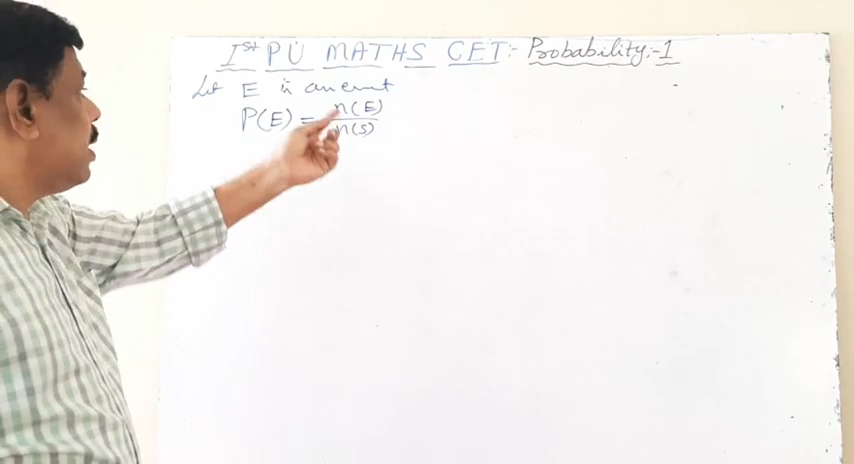 Ist PU MATHS CET:- Probability:-1
Let E is an event
P(E) = n(E)/n(S)